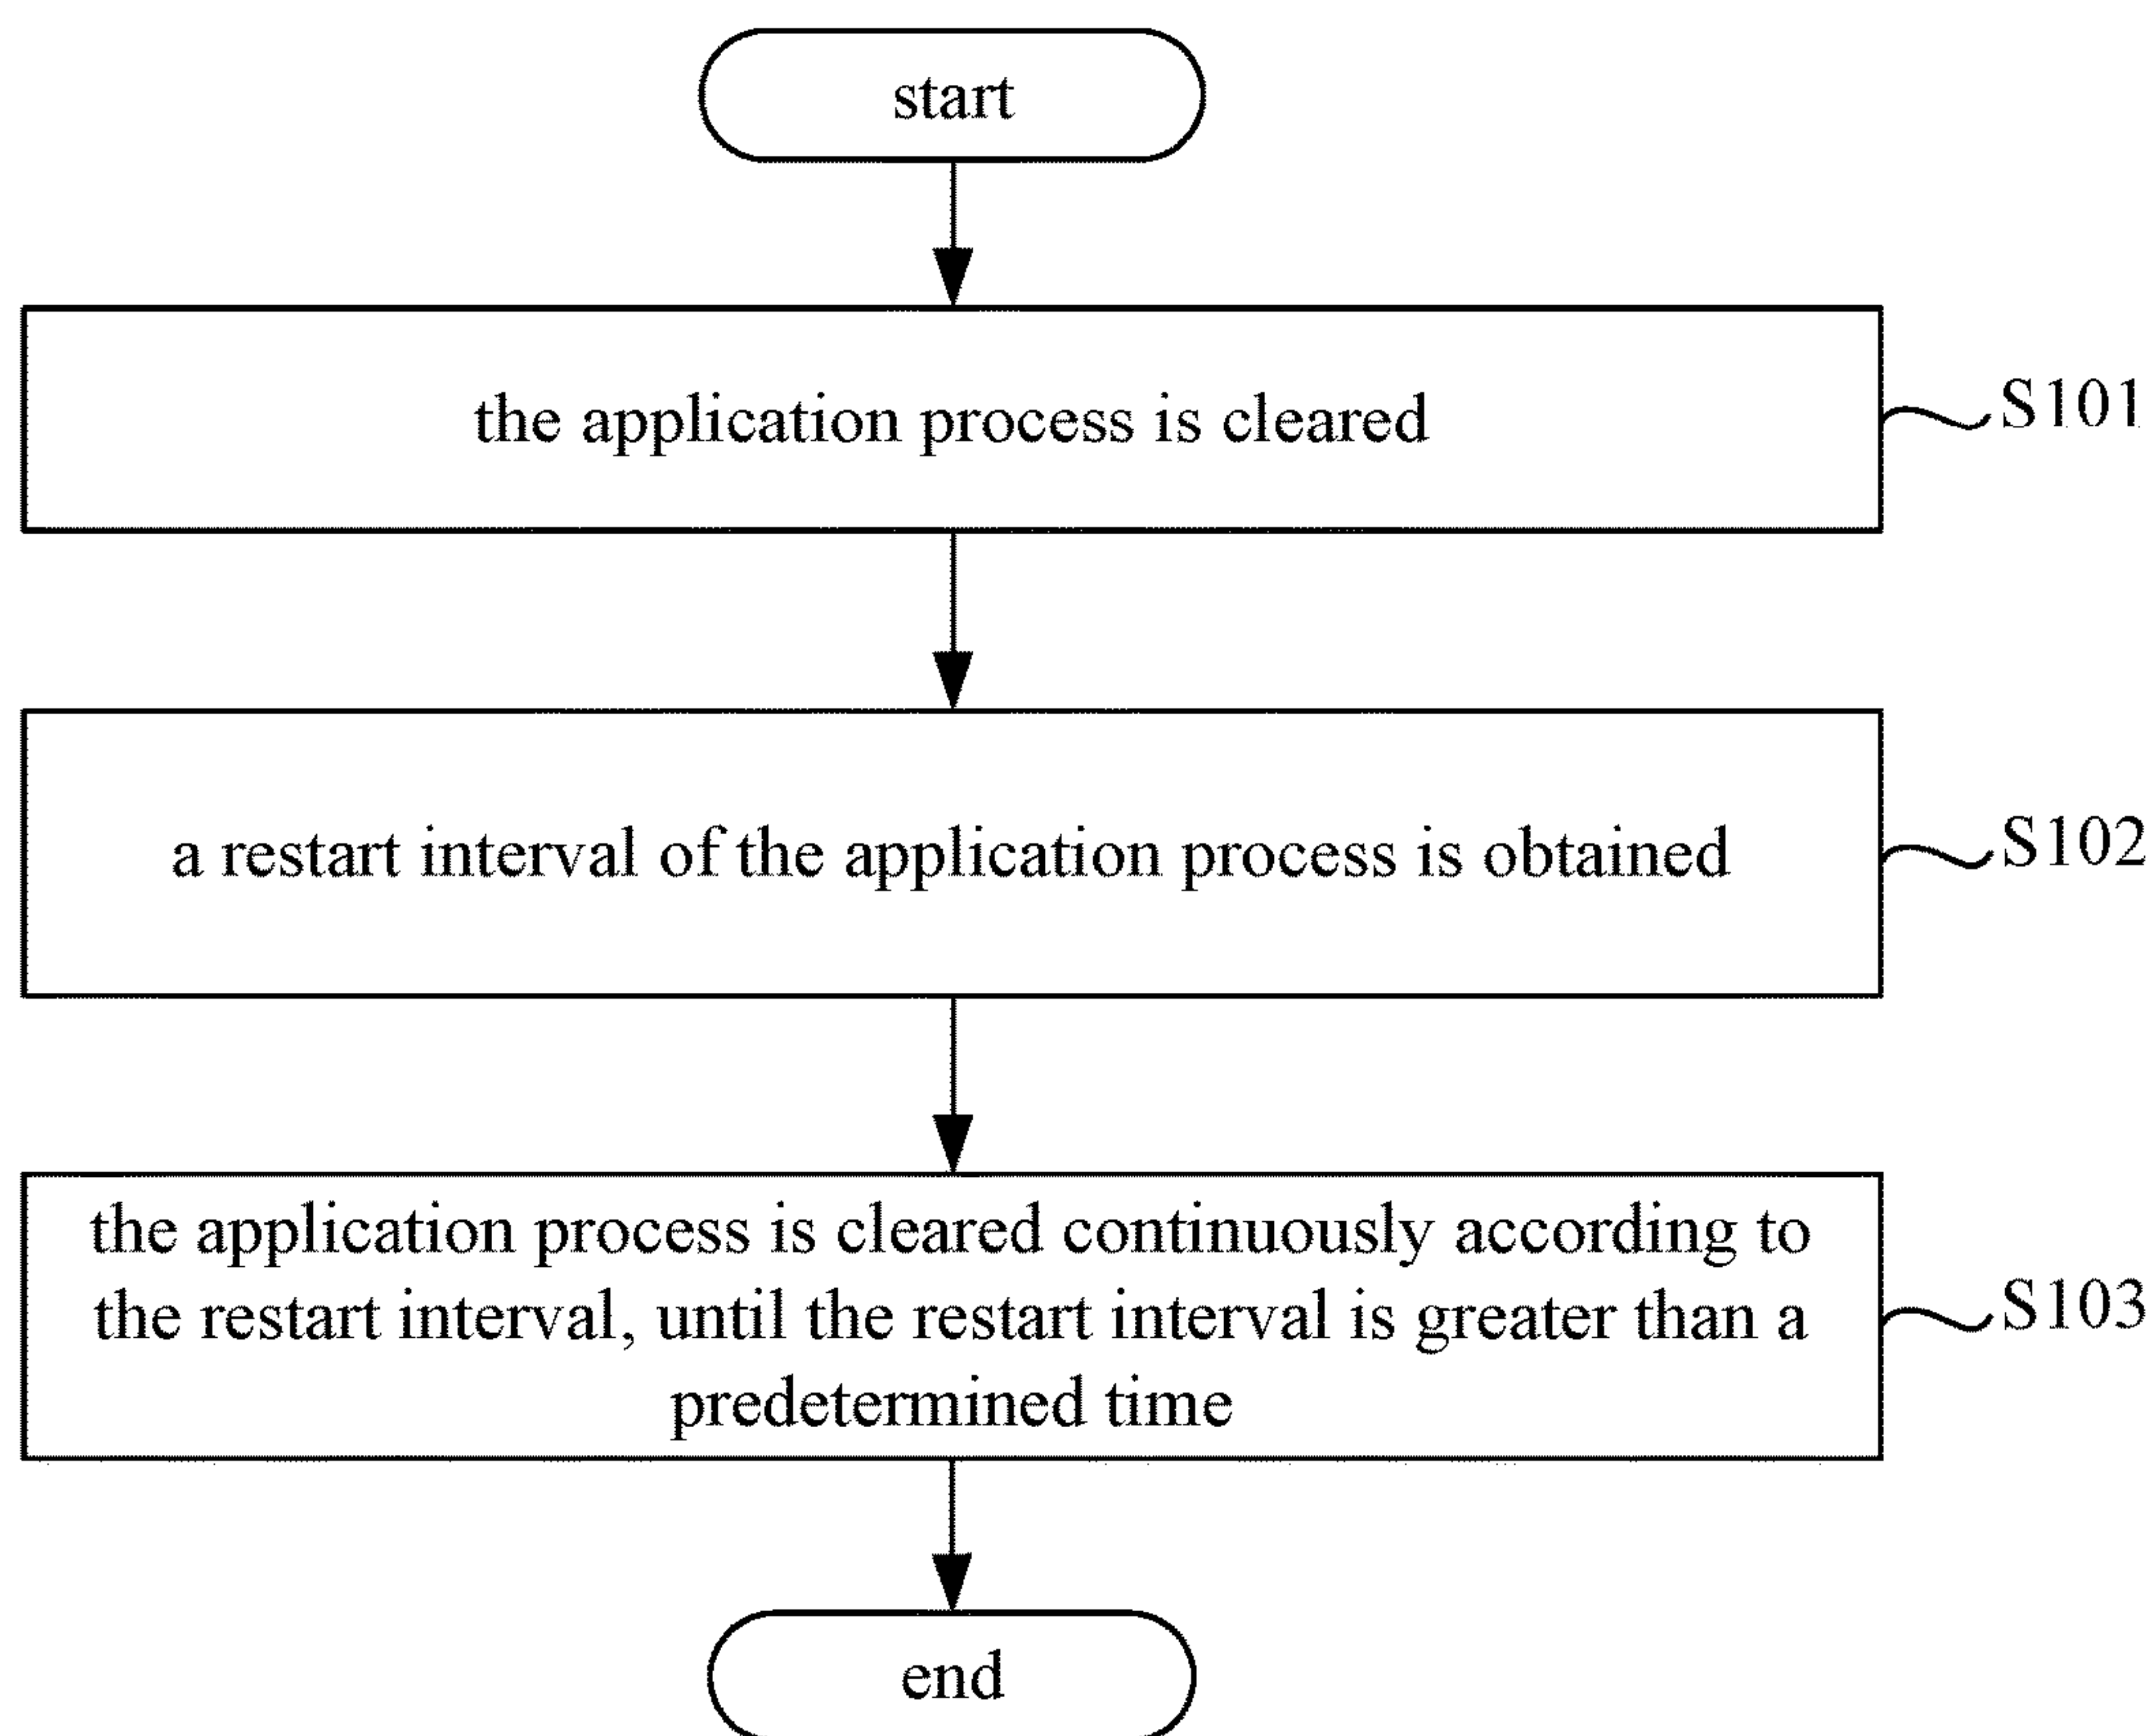 start
the application process is cleared
S101
a restart interval of the application process is obtained
S102
the application process is cleared continuously according to
the restart interval, until the restart interval is greater than a
predetermined time
S103
end